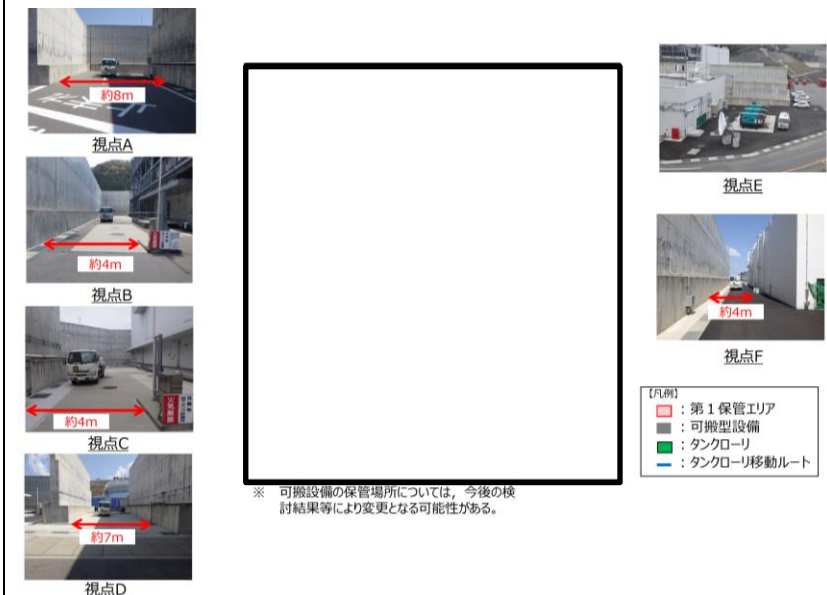 約8m
視点A
約4m
視点B
約4m
火気厳禁
視点C
約7m
視点D
※ 可搬設備の保管場所については，今後の検
討結果等により変更となる可能性がある。
視点E
約4m
視点F
【凡例】
：第１保管エリア
：可搬型設備
：タンクローリ
：タンクローリ移動ルート